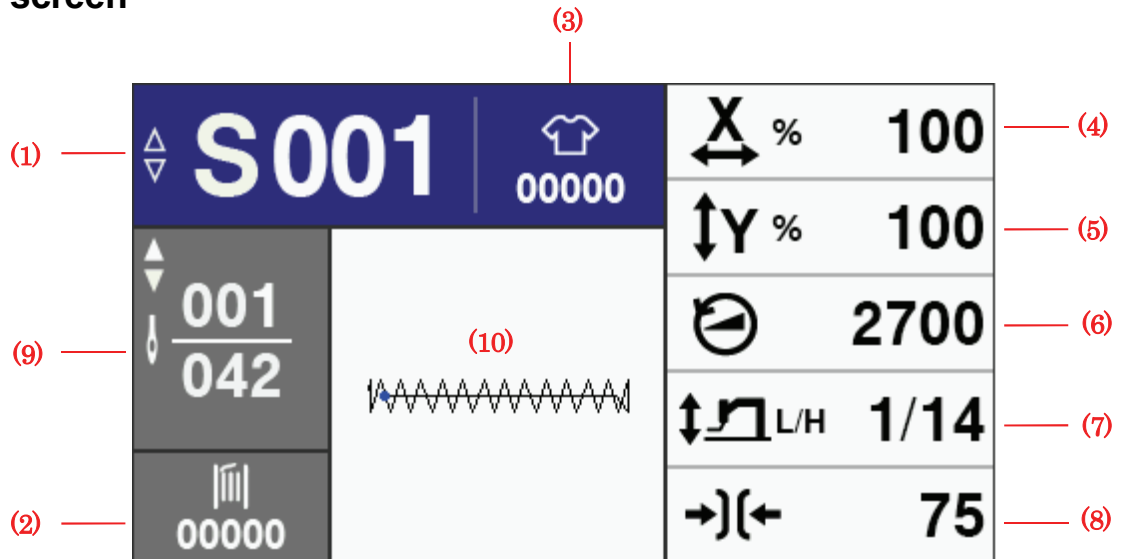 screen
(3)
(1) S001 00000 X % 100 (4)
Y % 100 (5)
(9) 001 (10) 2700 (6)
042
L/H 1/14 (7)
(2) 00000 75 (8)